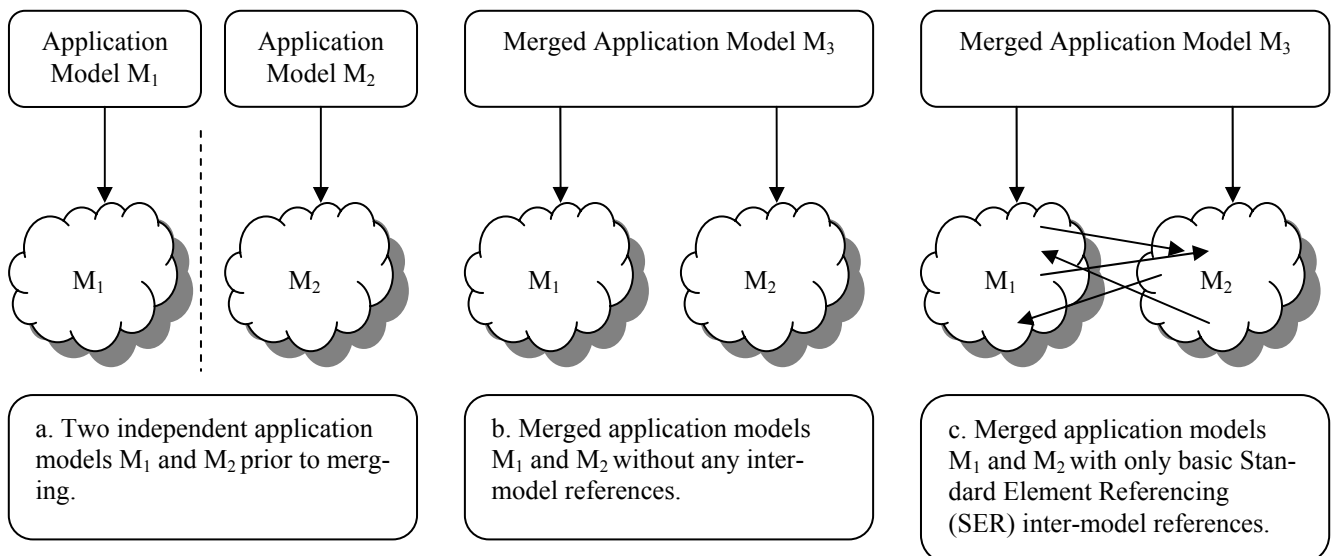 Application
Model M₁
Application
Model M₂
Merged Application Model M₃
Merged Application Model M₃
M₁
M₂
M₁
M₂
M₁
M₂
a. Two independent application
models M₁ and M₂ prior to merg-
ing.
b. Merged application models
M₁ and M₂ without any inter-
model references.
c. Merged application models
M₁ and M₂ with only basic Stan-
dard Element Referencing
(SER) inter-model references.